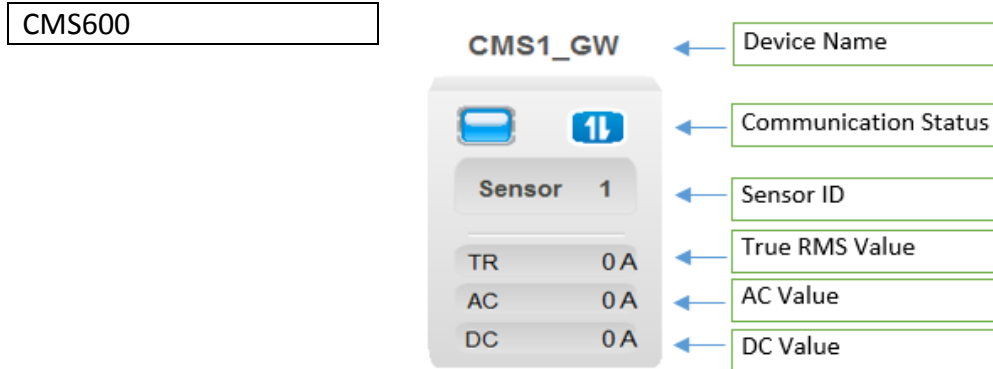 CMS600
CMS1_GW
Device Name
Communication Status
Sensor 1
Sensor ID
TR 0 A
True RMS Value
AC 0 A
AC Value
DC 0 A
DC Value